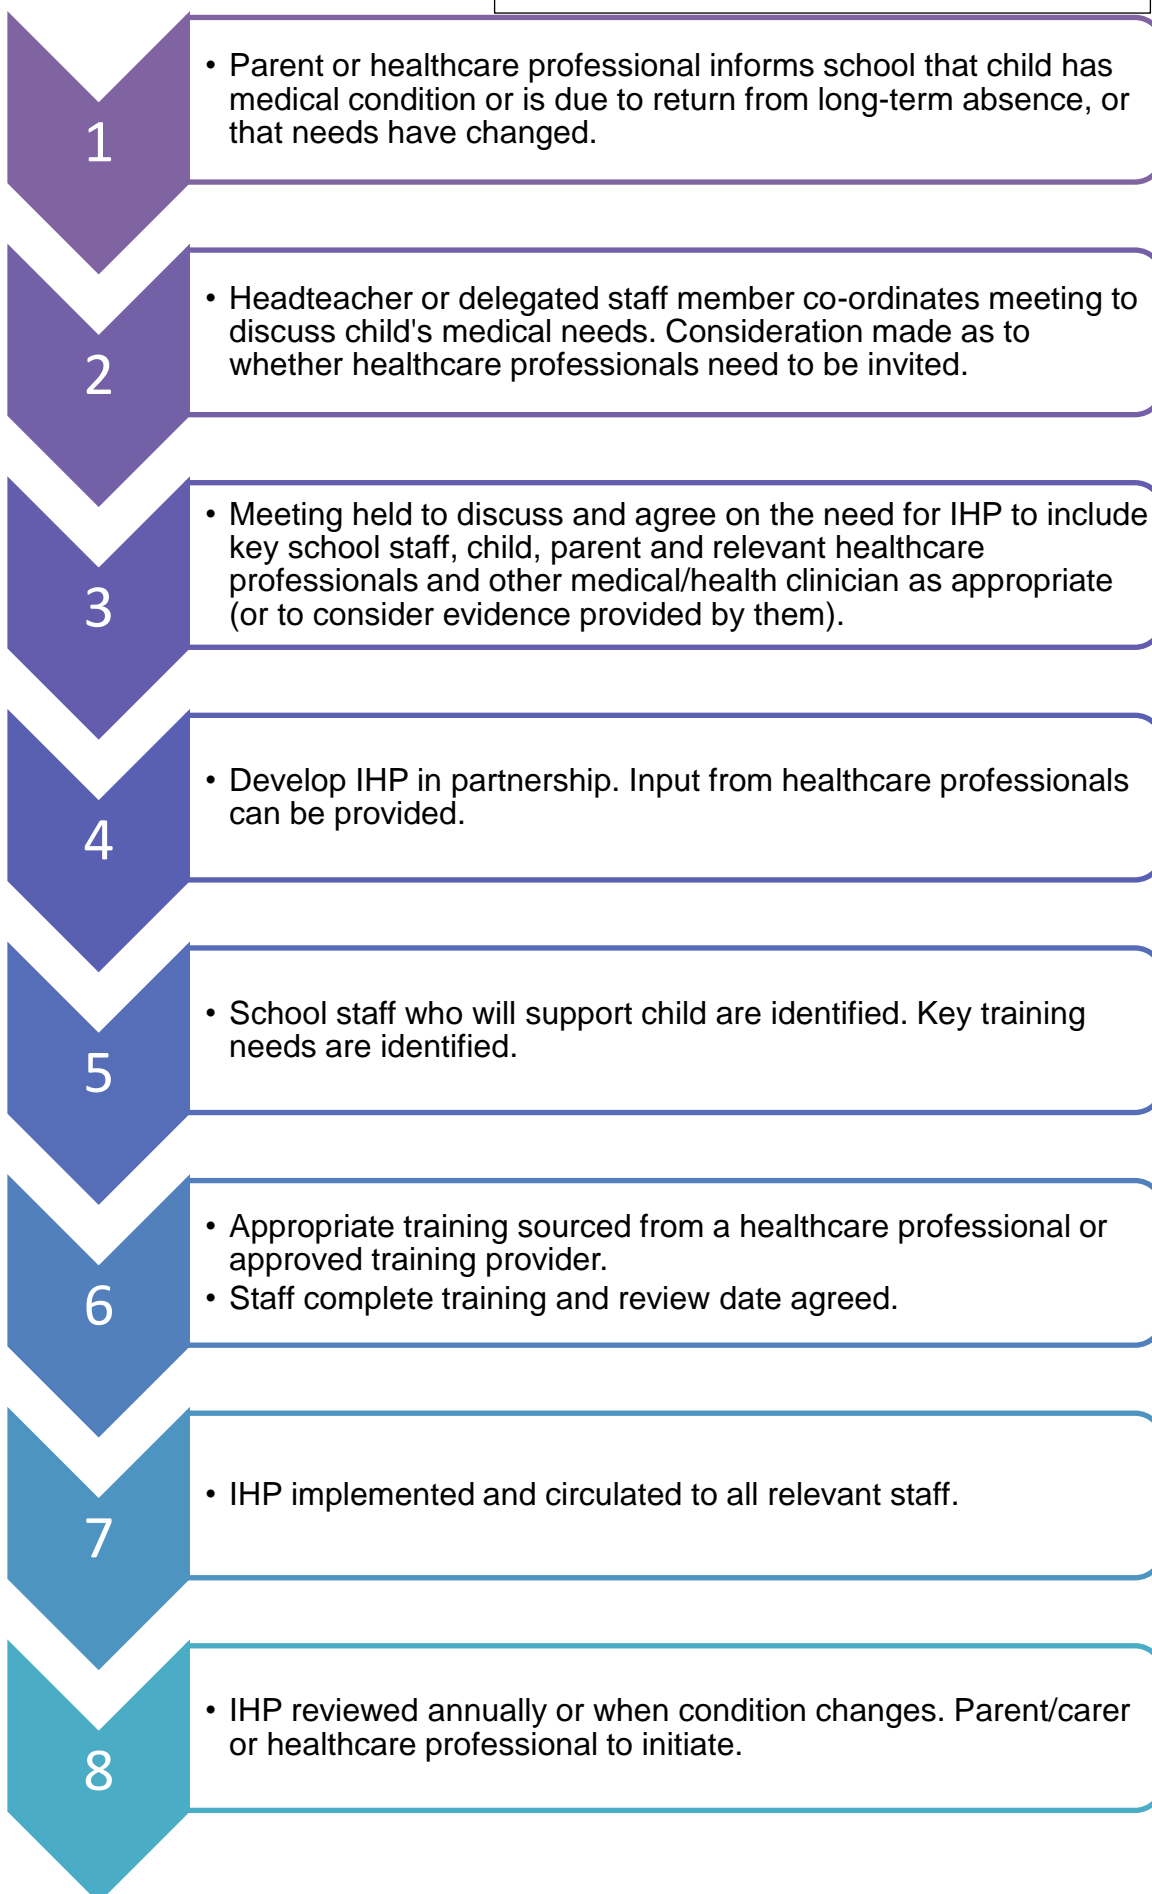 1
• Parent or healthcare professional informs school that child has
medical condition or is due to return from long-term absence, or
that needs have changed.
2
• Headteacher or delegated staff member co-ordinates meeting to
discuss child's medical needs. Consideration made as to
whether healthcare professionals need to be invited.
3
• Meeting held to discuss and agree on the need for IHP to include
key school staff, child, parent and relevant healthcare
professionals and other medical/health clinician as appropriate
(or to consider evidence provided by them).
4
• Develop IHP in partnership. Input from healthcare professionals
can be provided.
5
• School staff who will support child are identified. Key training
needs are identified.
6
• Appropriate training sourced from a healthcare professional or
approved training provider.
• Staff complete training and review date agreed.
7
• IHP implemented and circulated to all relevant staff.
8
• IHP reviewed annually or when condition changes. Parent/carer
or healthcare professional to initiate.